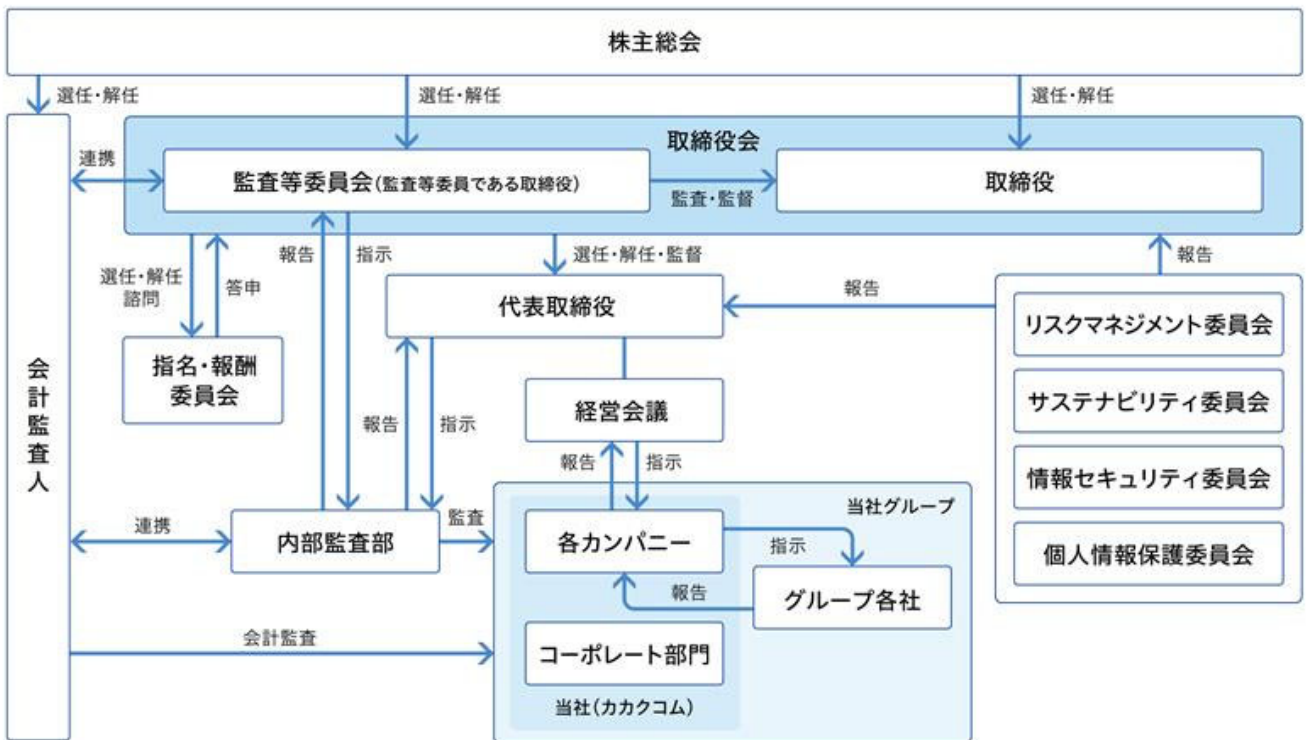 株主総会
選任・解任
選任・解任
選任・解任
取締役会
連携
監査等委員会(監査等委員である取締役)
監査・監督
取締役
選任・解任
諮問
答申
報告
指示
選任・解任・監督
報告
代表取締役
報告
リスクマネジメント委員会
サステナビリティ委員会
情報セキュリティ委員会
個人情報保護委員会
指名・報酬
委員会
会計監査人
報告
指示
経営会議
報告
指示
当社グループ
連携
内部監査部
監査
各カンパニー
指示
報告
グループ各社
会計監査
コーポレート部門
当社(カカクコム)